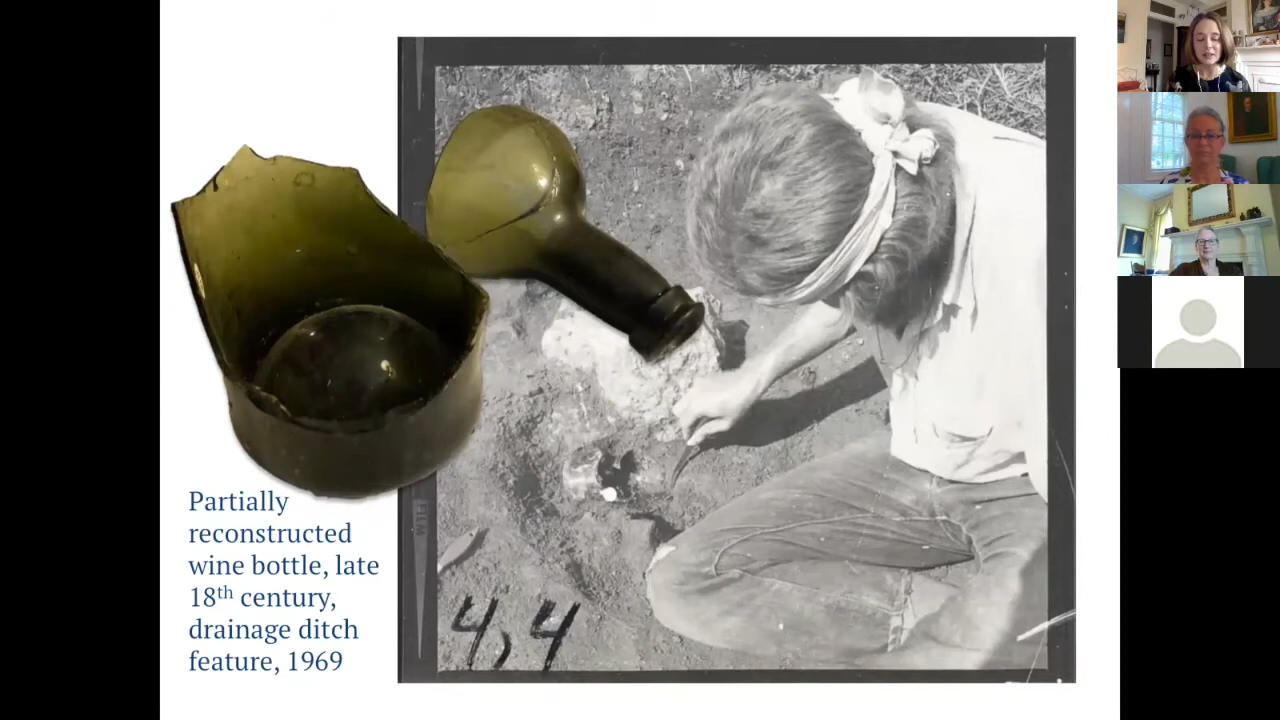 Partially
reconstructed
wine bottle, late
18th century,
drainage ditch
feature, 1969
4,4